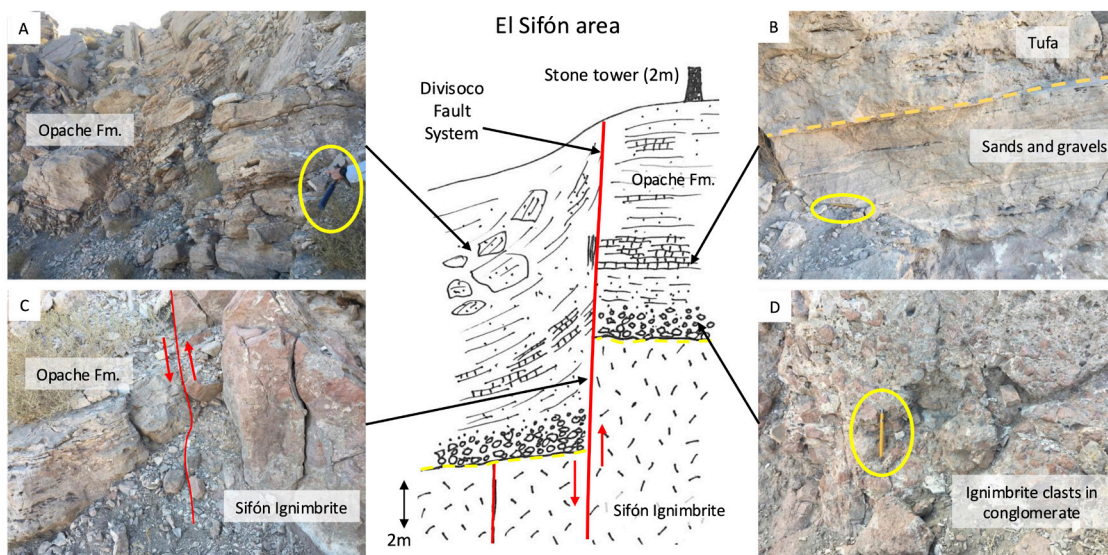 A
El Sifón area
B
Tufa
Stone tower (2m)
Divisoco
Fault
System
Opache Fm.
Sands and gravels
Opache Fm.
C
D
Opache Fm.
Sifón Ignimbrite
2m
Sifón Ignimbrite
Ignimbrite clasts in
conglomerate